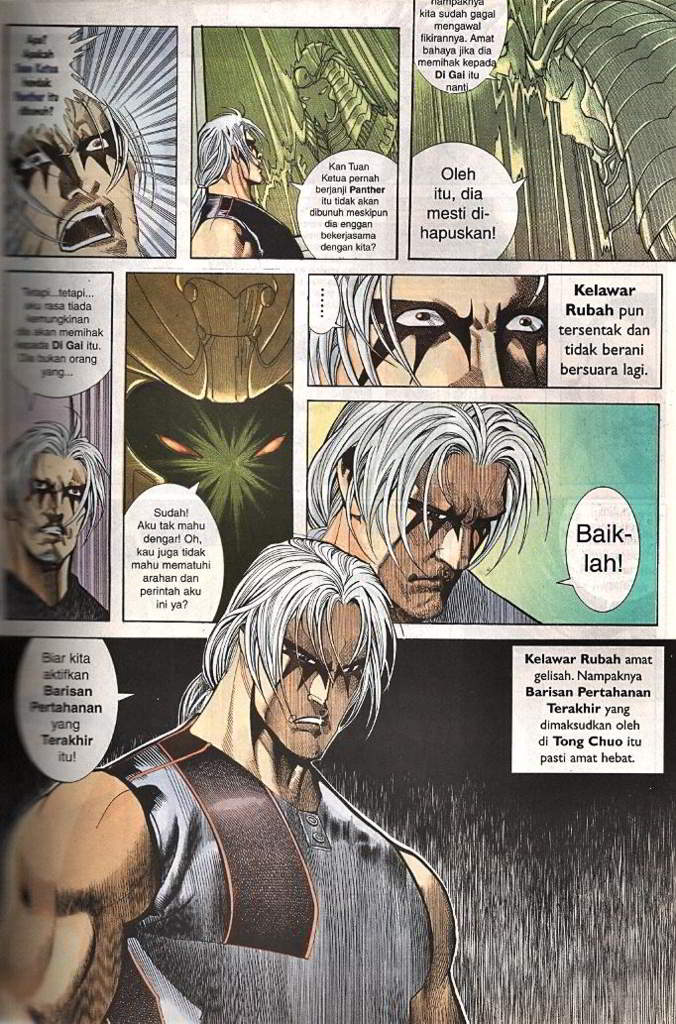 Apa?
Apakah
Tuan Ketua
hendak
Panther itu
dibunuh?
Kan Tuan
Ketua pernah
berjanji Panther
itu tidak akan
dibunuh meskipun
dia enggan
bekerjasama
dengan kita?
nampaknya
kita sudah gagal
mengawal
fikirannya. Amat
bahaya jika dia
memihak kepada
Di Gai itu
nanti
Oleh
itu, dia
mesti di-
hapuskan!
Tetapi...tetapi...
aku rasa tiada
kemungkinan
dia akan memihak
kepada Di Gai itu.
Dia bukan orang
yang...
Sudah!
Aku tak mahu
dengar! Oh,
kau juga tidak
mahu mematuhi
arahan dan
perintah aku
ini ya?
......
Kelawar
Rubah pun
tersentak dan
tidak berani
bersuara lagi.
Baik-
lah!
Biar kita
aktifkan
Barisan
Pertahanan
yang
Terakhir
itu!
Kelawar Rubah amat
gelisah. Nampaknya
Barisan Pertahanan
Terakhir yang
dimaksudkan oleh
di Tong Chuo itu
pasti amat hebat.